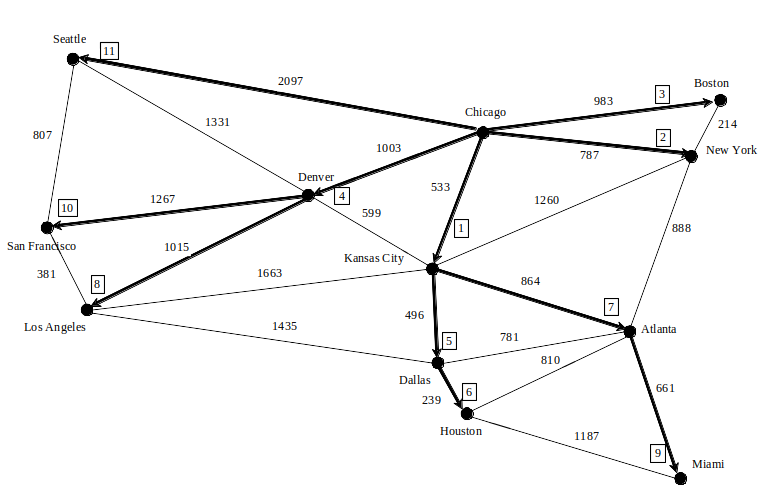 Seattle
11
2097
Chicago
983
3
Boston
214
807
1331
1003
787
2
New York
Denver
4
533
1260
888
10
1267
599
1
San Francisco
1015
Kansas City
381
8
1663
864
7
Los Angeles
1435
496
5
781
Atlanta
810
Dallas
239
6
661
Houston
1187
9
Miami